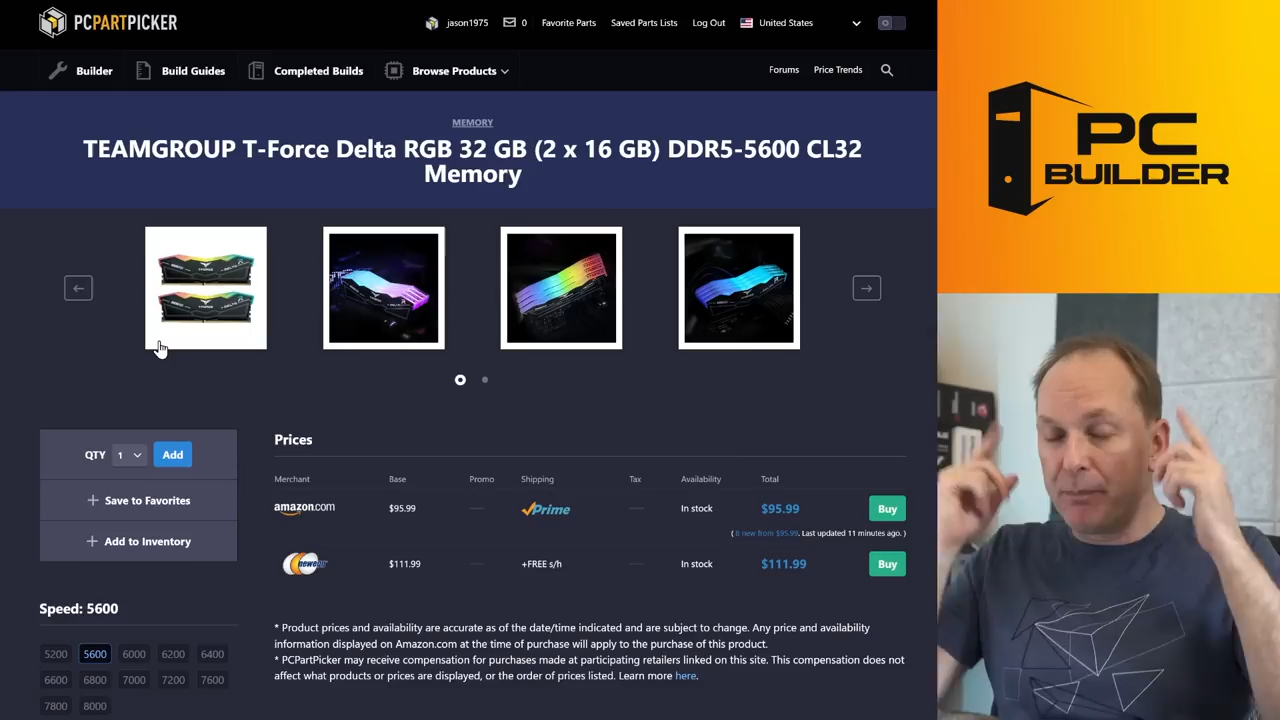 PCPARTPICKER
jason1975
0
Favorite Parts
Saved Parts Lists
Log Out
United States
Builder
Build Guides
Completed Builds
Browse Products
Forums
Price Trends
MEMORY
TEAMGROUP T-Force Delta RGB 32 GB (2 x 16 GB) DDR5-5600 CL32
Memory
QTY 1
Add
+ Save to Favorites
+ Add to Inventory
Speed: 5600
5200 5600 6000 6200 6400
6600 6800 7000 7200 7600
7800 8000
Prices
Merchant Base Promo Shipping Tax Availability Total
amazon.com $95.99 — Prime — In stock $95.99 Buy
( 8 new from $95.99. Last updated 11 minutes ago. )
newegg $111.99 — +FREE s/h — In stock $111.99 Buy
* Product prices and availability are accurate as of the date/time indicated and are subject to change. Any price and availability
information displayed on Amazon.com at the time of purchase will apply to the purchase of this product.
* PCPartPicker may receive compensation for purchases made at participating retailers linked on this site. This compensation does not
affect what products or prices are displayed, or the order of prices listed. Learn more here.
PC
BUILDER